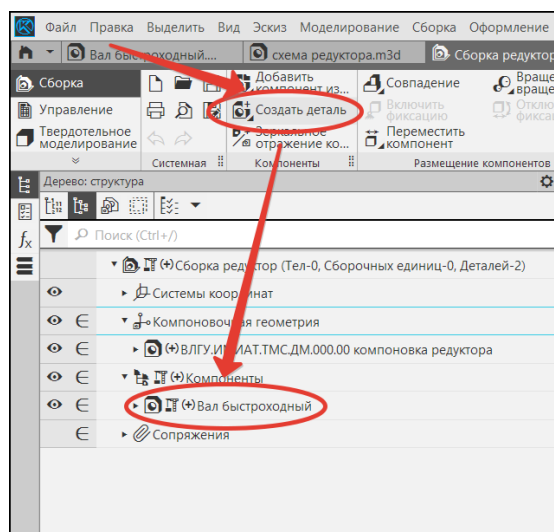 Файл Правка Выделить Вид Эскиз Моделирование Сборка Оформление
Вал быстроходный.... схема редуктора.m3d Сборка редуктор
Сборка
Управление
Твердотельное моделирование
Системная
Добавить компонент из...
Создать деталь
Зеркальное отражение ко...
Компоненты
Совпадение
Включить фиксацию
Переместить компонент
Враще
враще
Отклю
фикса
Размещение компонентов
Дерево: структура
Поиск (Ctrl+/)
(+)Сборка редуктор (Тел-0, Сборочных единиц-0, Деталей-2)
Системы координат
Компоновочная геометрия
(+)ВЛГУ.ИМИАТ.ТМС.ДМ.000.00 компоновка редуктора
(+)Компоненты
(+)Вал быстроходный
Сопряжения